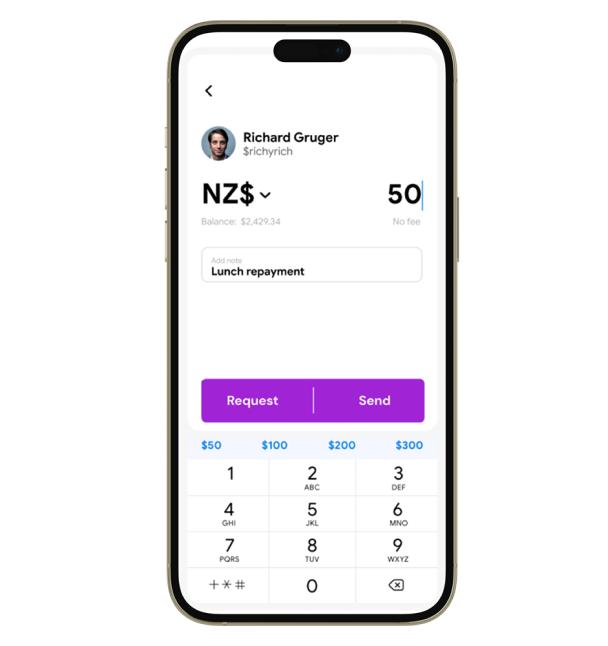 Richard Gruger
$richyrich
NZ$ 50
Balance: $2,429.34 No fee
Add note
Lunch repayment
Request Send
$50 $100 $200 $300
1 2 3
ABC DEF
4 5 6
GHI JKL MNO
7 8 9
PQRS TUV WXYZ
+*# 0